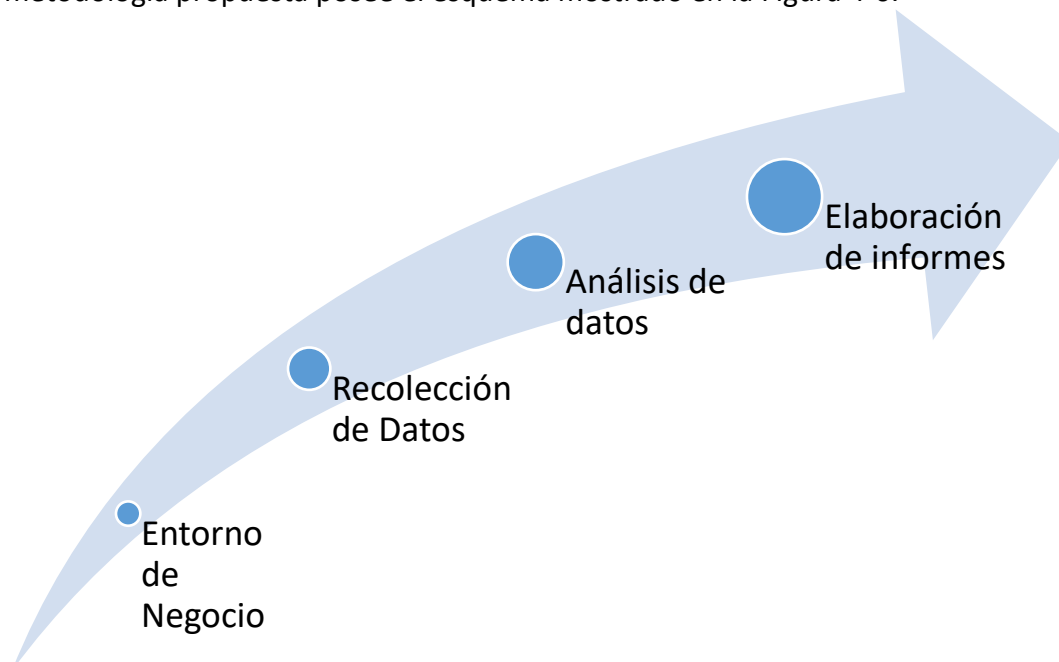 metodología propuesta posee el esquema mostrado en la Figura
Entorno
de
Negocio
Recolección
de Datos
Análisis de
datos
Elaboración
de informes